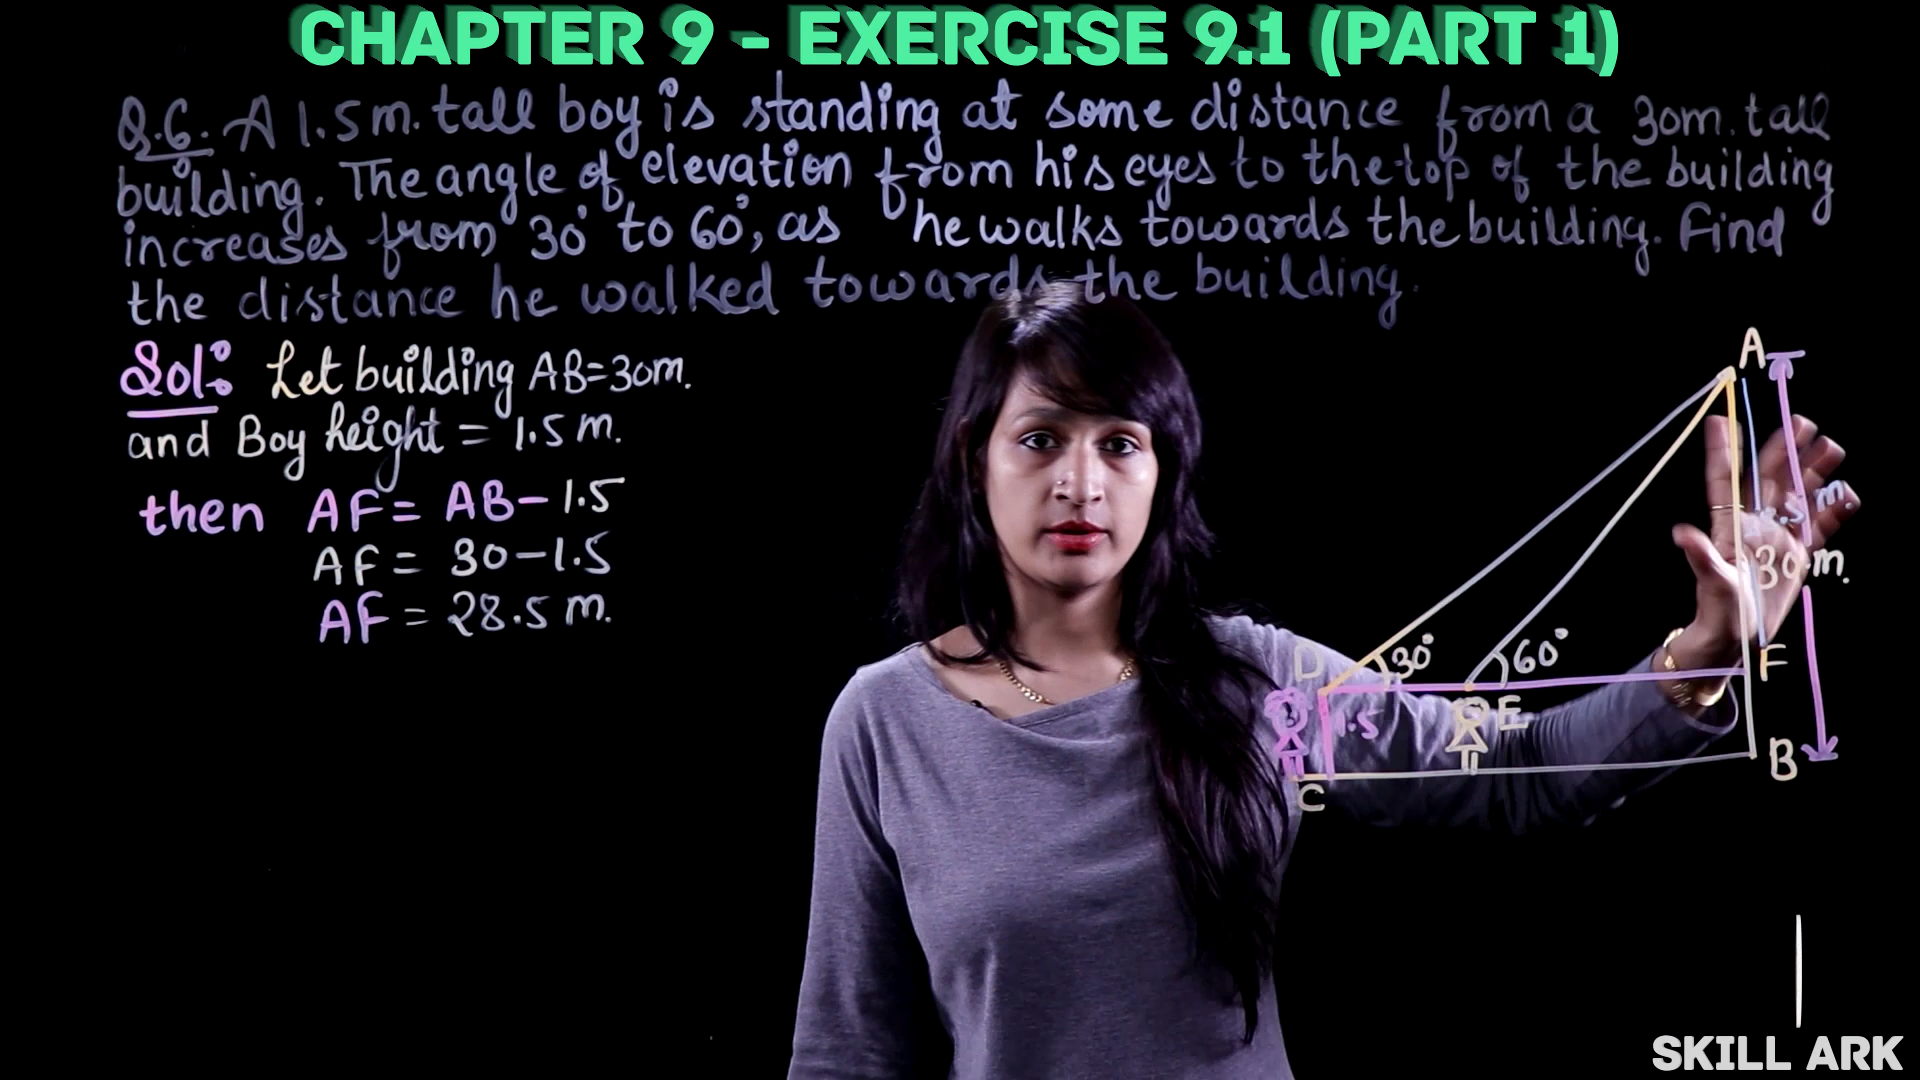 CHAPTER 9 - EXERCISE 9.1 (PART 1)
Q.6. A 1.5m. tall boy is standing at some distance from a 30m. tall
building. The angle of elevation from his eyes to the top of the building
increases from 30° to 60°, as he walks towards the building. Find
the distance he walked towards the building.
Sol: Let building AB=30m.
and Boy height = 1.5 m.
then AF = AB - 1.5
AF = 30 - 1.5
AF = 28.5 m.
A
m.
30 m.
D 30° 60° F
1.5 E
B
C
SKILL ARK